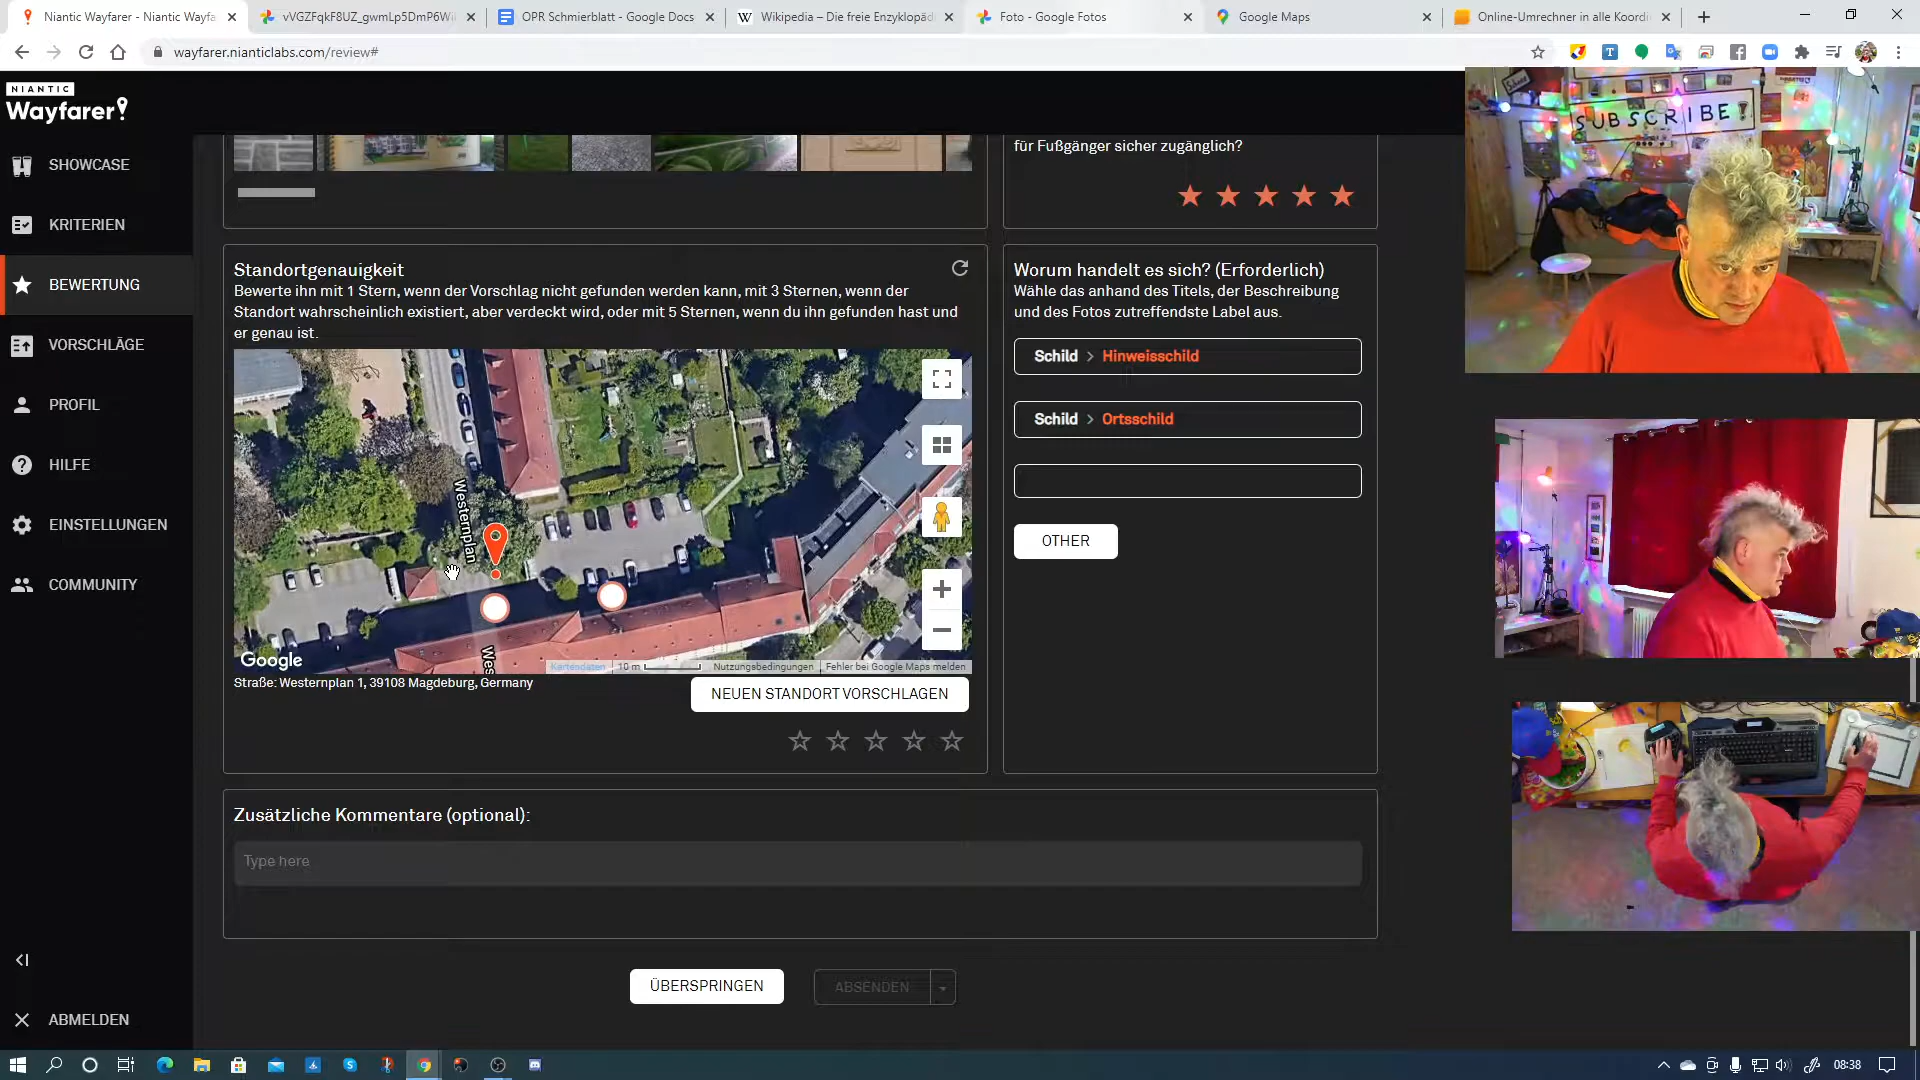 Niantic Wayfarer - Niantic Wayfa
vVGZFqkF8UZ_gwmLp5DmP6Wi
OPR Schmierblatt - Google Docs
Wikipedia – Die freie Enzyklopäd
Foto - Google Fotos
Google Maps
Online-Umrechner in alle Koordi
wayfarer.nianticlabs.com/review#
NIANTIC
Wayfarer
SHOWCASE
KRITERIEN
BEWERTUNG
VORSCHLÄGE
PROFIL
HILFE
EINSTELLUNGEN
COMMUNITY
ABMELDEN
für Fußgänger sicher zugänglich?
Standortgenauigkeit
Bewerte ihn mit 1 Stern, wenn der Vorschlag nicht gefunden werden kann, mit 3 Sternen, wenn der
Standort wahrscheinlich existiert, aber verdeckt wird, oder mit 5 Sternen, wenn du ihn gefunden hast und
er genau ist.
Westernplan
Wes
Google
Kartendaten
10 m
Nutzungsbedingungen
Fehler bei Google Maps melden
Straße: Westernplan 1, 39108 Magdeburg, Germany
NEUEN STANDORT VORSCHLAGEN
Worum handelt es sich? (Erforderlich)
Wähle das anhand des Titels, der Beschreibung
und des Fotos zutreffendste Label aus.
Schild > Hinweisschild
Schild > Ortsschild
OTHER
Zusätzliche Kommentare (optional):
Type here
ÜBERSPRINGEN
ABSENDEN
SUBSCRIBE!
08:38